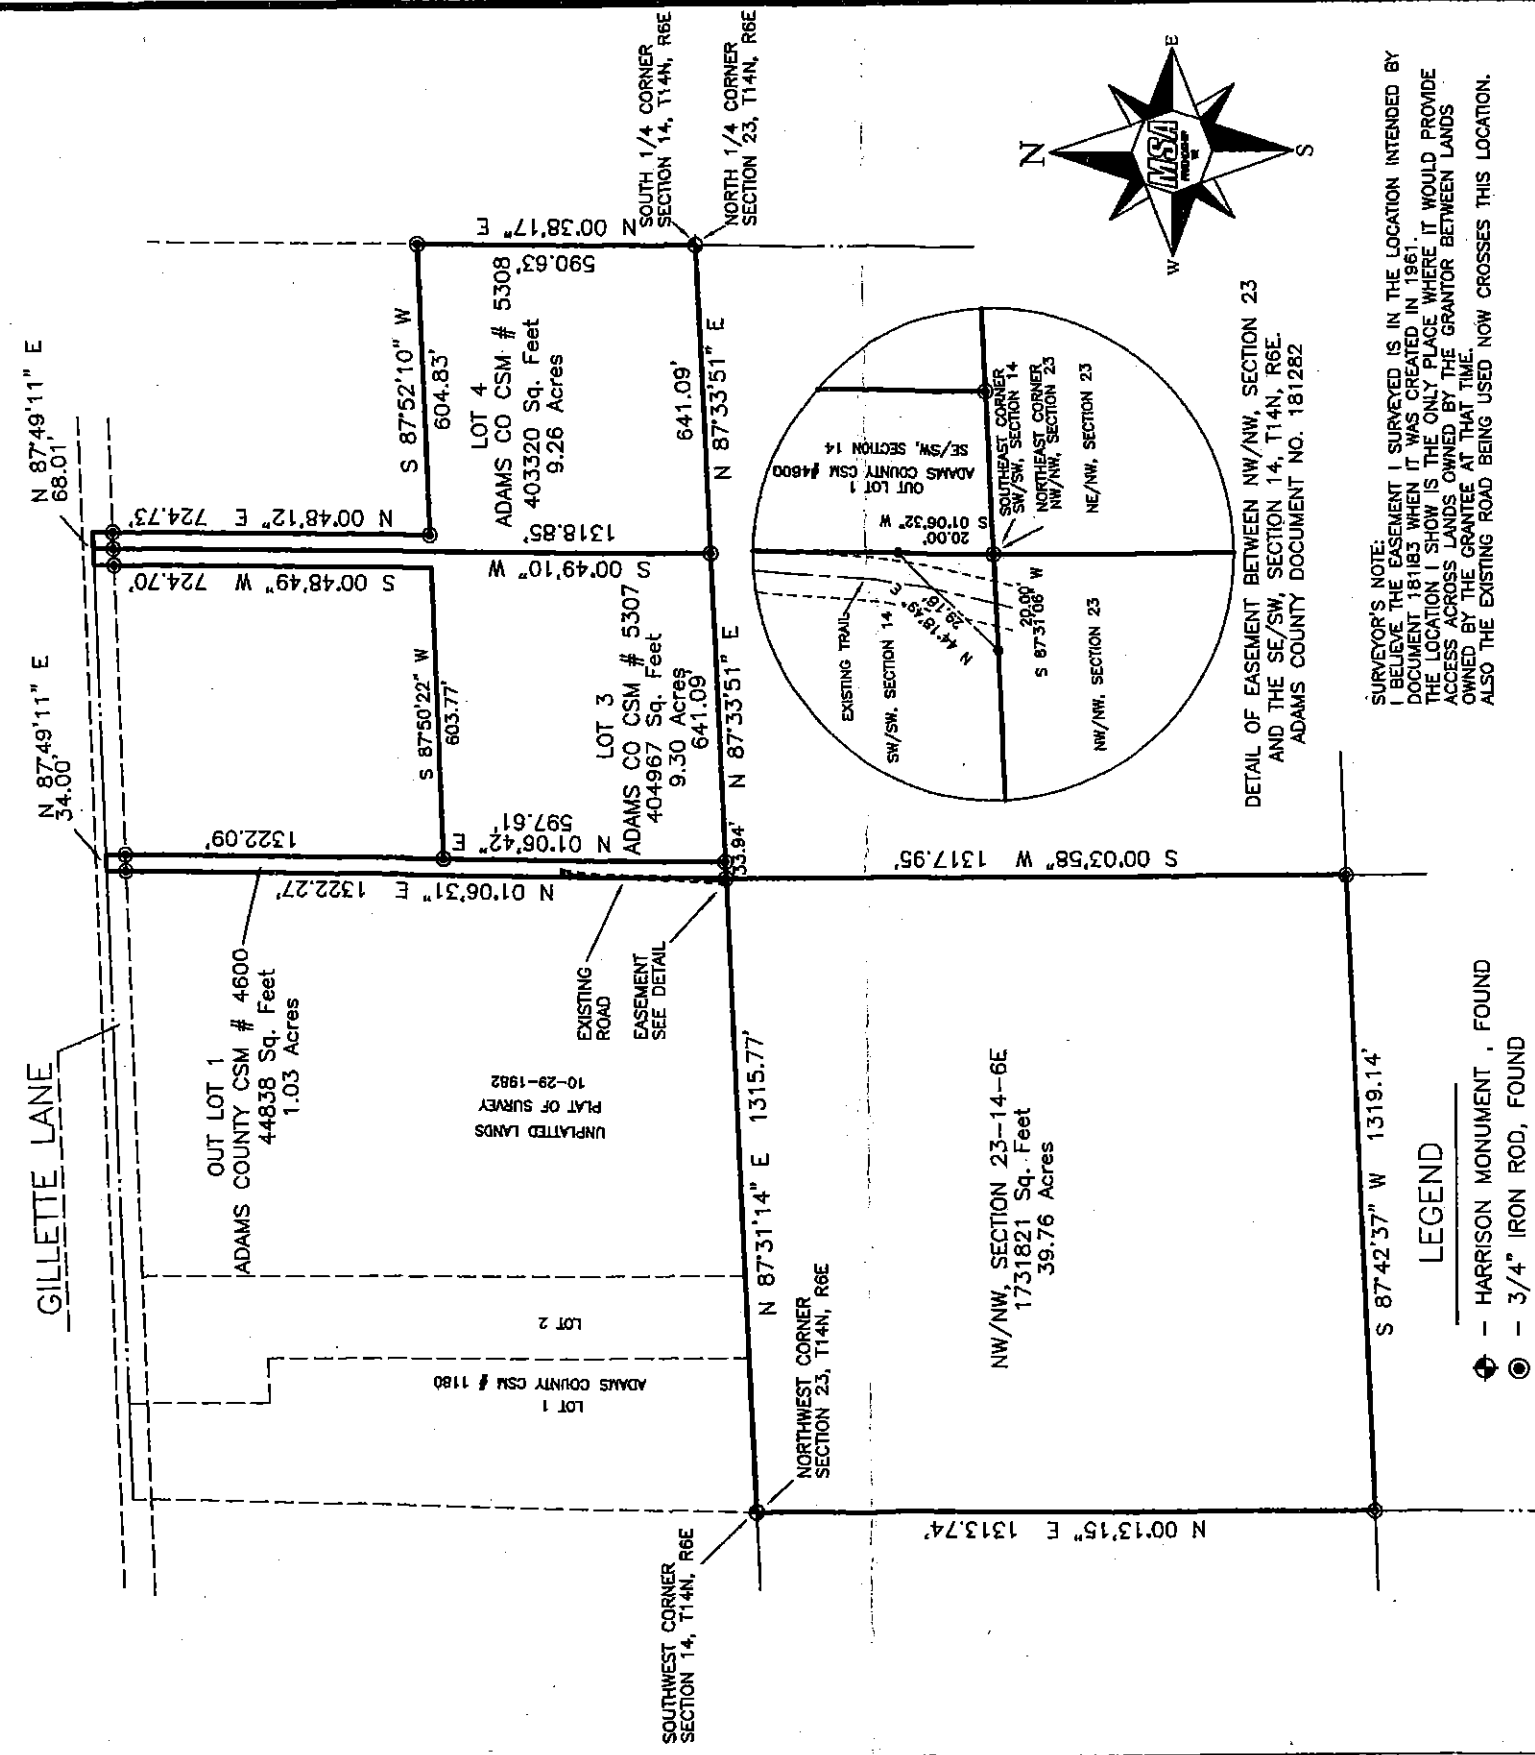 GILLETTE LANE
N 87°49'11" E
34.00'
N 87°49'11" E
68.01'
OUT LOT 1
ADAMS COUNTY CSM # 4600
44838 Sq. Feet
1.03 Acres
1322.09'
N 01°06'31" E 1322.27'
N 01°06'42" E
597.61'
S 00°48'49" W 724.70'
N 00°48'12" E 724.73'
S 00°49'10" W
1318.85'
S 87°50'22" W
603.77'
S 87°52'10" W
604.83'
LOT 3
ADAMS CO CSM # 5307
404967 Sq. Feet
9.30 Acres
641.09'
N 87°33'51" E
33.94'
LOT 4
ADAMS CO CSM # 5308
403320 Sq. Feet
9.26 Acres
641.09'
N 87°33'51" E
N 00°38'17" E
590.63'
SOUTH 1/4 CORNER
SECTION 14, T14N, R6E
NORTH 1/4 CORNER
SECTION 23, T14N, R6E
UNPLATTED LANDS
PLAT OF SURVEY
10-29-1982
EXISTING
ROAD
EASEMENT
SEE DETAIL
LOT 2
LOT 1
ADAMS COUNTY CSM # 1180
SOUTHWEST CORNER
SECTION 14, T14N, R6E
NORTHWEST CORNER
SECTION 23, T14N, R6E
N 87°31'14" E 1315.77'
NW/NW, SECTION 23-14-6E
1731821 Sq. Feet
39.76 Acres
S 00°03'58" W 1317.95'
N 00°13'15" E 1313.74'
S 87°42'37" W 1319.14'
EXISTING TRAIL
SW/SW, SECTION 14
OUT LOT 1
ADAMS COUNTY CSM #4600
SE/SW, SECTION 14
S 01°06'32" W
20.00'
N 44°18'49" E
29.16'
20.00'
S 87°31'06" W
SOUTHEAST CORNER
SW/SW, SECTION 14
NORTHEAST CORNER
NW/NW, SECTION 23
NW/NW, SECTION 23
NE/NW, SECTION 23
DETAIL OF EASEMENT BETWEEN NW/NW, SECTION 23
AND THE SE/SW, SECTION 14, T14N, R6E.
ADAMS COUNTY DOCUMENT NO. 181282
N
E
S
W
MSA
FRIENDSHIP
WI
SURVEYOR'S NOTE:
I BELIEVE THE EASEMENT I SURVEYED IS IN THE LOCATION INTENDED BY
DOCUMENT 181183 WHEN IT WAS CREATED IN 1961.
THE LOCATION I SHOW IS THE ONLY PLACE WHERE IT WOULD PROVIDE
ACCESS ACROSS LANDS OWNED BY THE GRANTOR BETWEEN LANDS
OWNED BY THE GRANTEE AT THAT TIME.
ALSO THE EXISTING ROAD BEING USED NOW CROSSES THIS LOCATION.
LEGEND
- HARRISON MONUMENT , FOUND
- 3/4" IRON ROD, FOUND